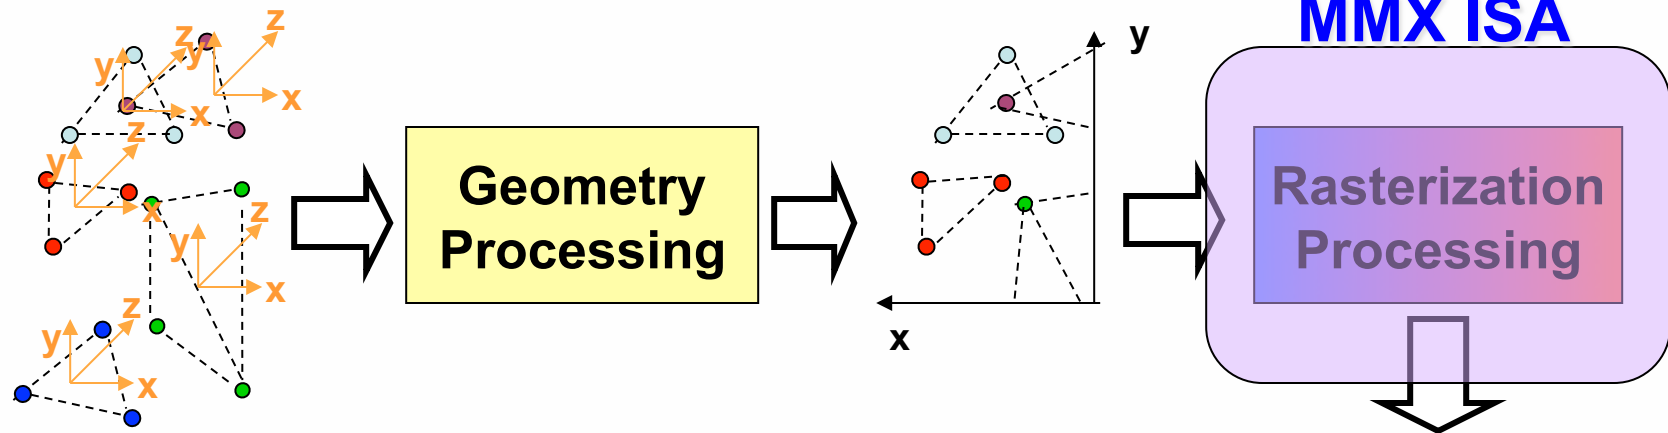 MMX ISA
z
z
y
y
x
x
z
y
x
z
y
x
z
y
x
Geometry
Processing
y
x
Rasterization
Processing